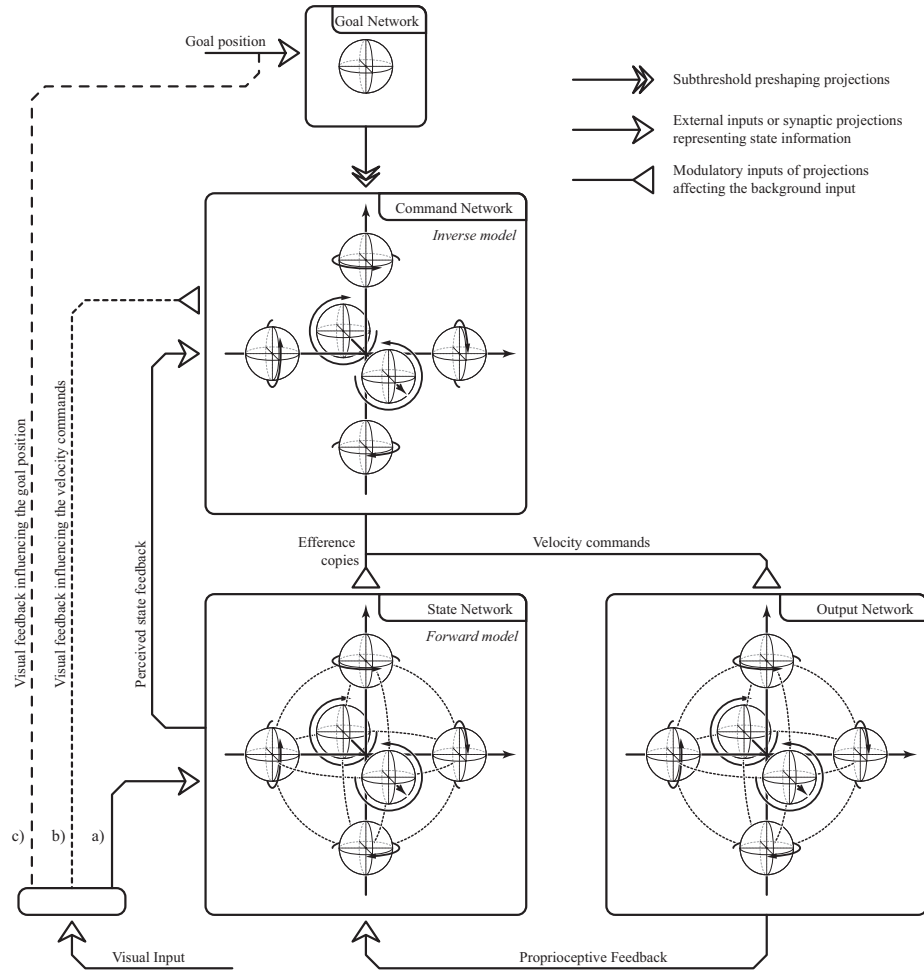 Goal Network
Goal position
Subthreshold preshaping projections
External inputs or synaptic projections
representing state information
Modulatory inputs of projections
affecting the background input
Command Network
Inverse model
Visual feedback influencing the goal position
Visual feedback influencing the velocity commands
Perceived state feedback
Efference
copies
Velocity commands
State Network
Forward model
Output Network
c)
b)
a)
Visual Input
Proprioceptive Feedback